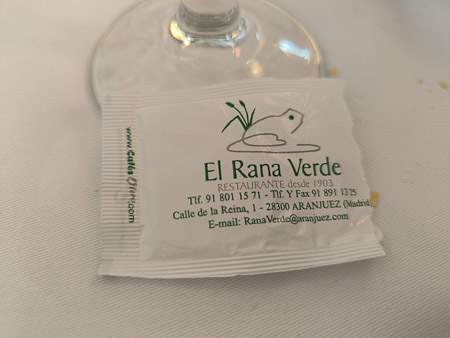 El Rana Verde
RESTAURANTE desde 1903
Tlf. 91 801 15 71 - Tlf. Y Fax 91 891 13 25
Calle de la Reina, 1 - 28300 ARANJUEZ (Madrid
E-mail: RanaVerde@aranjuez.com